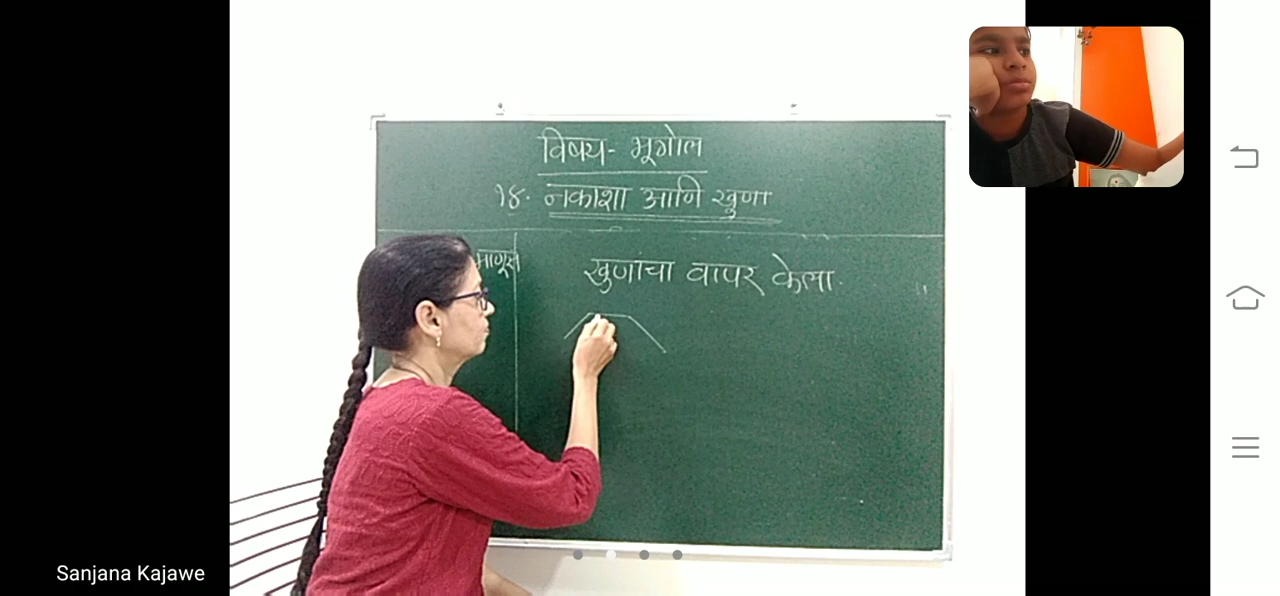 विषय- भूगोल
१४. नकाशा आणि खुणा
माणूस
खुणांचा वापर केला.
Sanjana Kajawe